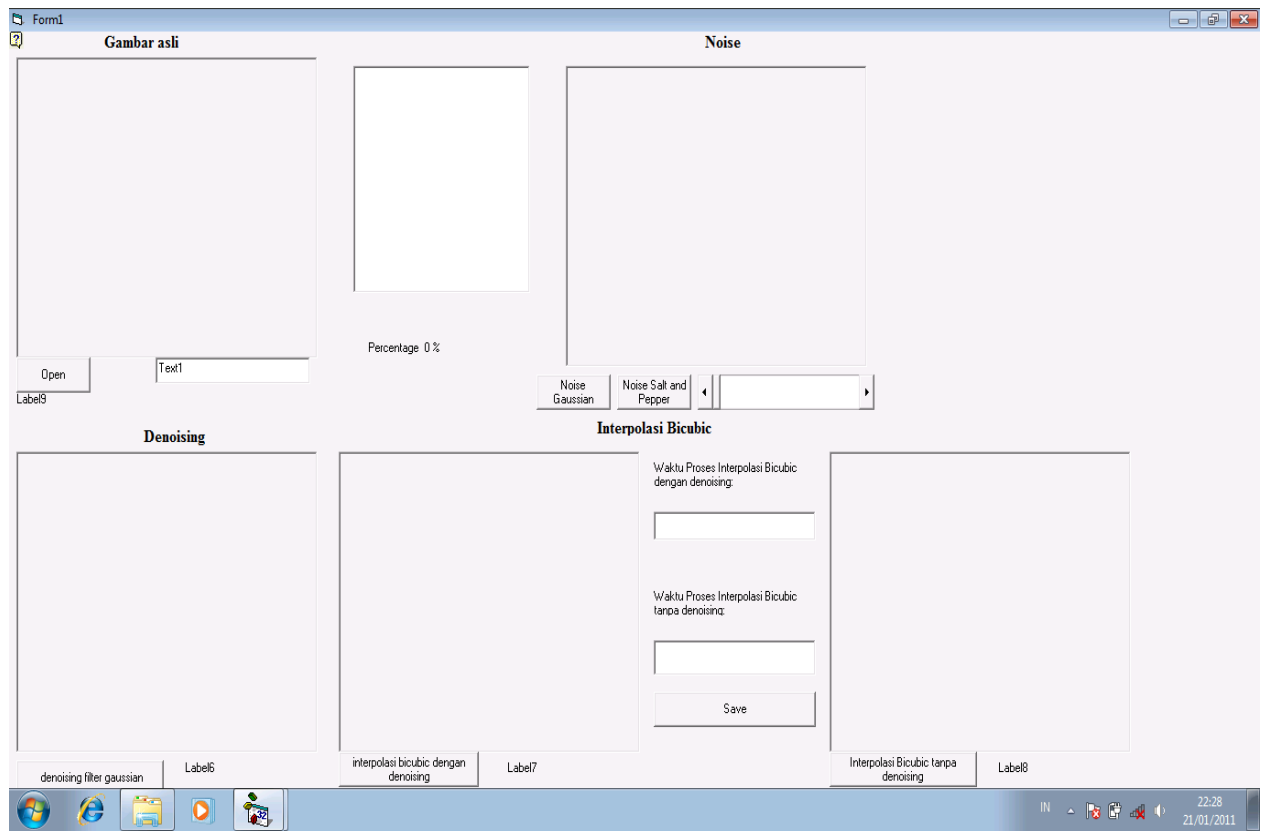 Form1
Gambar asli
Noise
Percentage 0 %
Open
Text1
Label9
Noise
Gaussian
Noise Salt and
Pepper
Denoising
Interpolasi Bicubic
Waktu Proses Interpolasi Bicubic
dengan denoising:
Waktu Proses Interpolasi Bicubic
tanpa denoising:
Save
denoising filter gaussian
Label6
interpolasi bicubic dengan
denoising
Label7
Interpolasi Bicubic tanpa
denoising
Label8
32
IN
22:28
21/01/2011